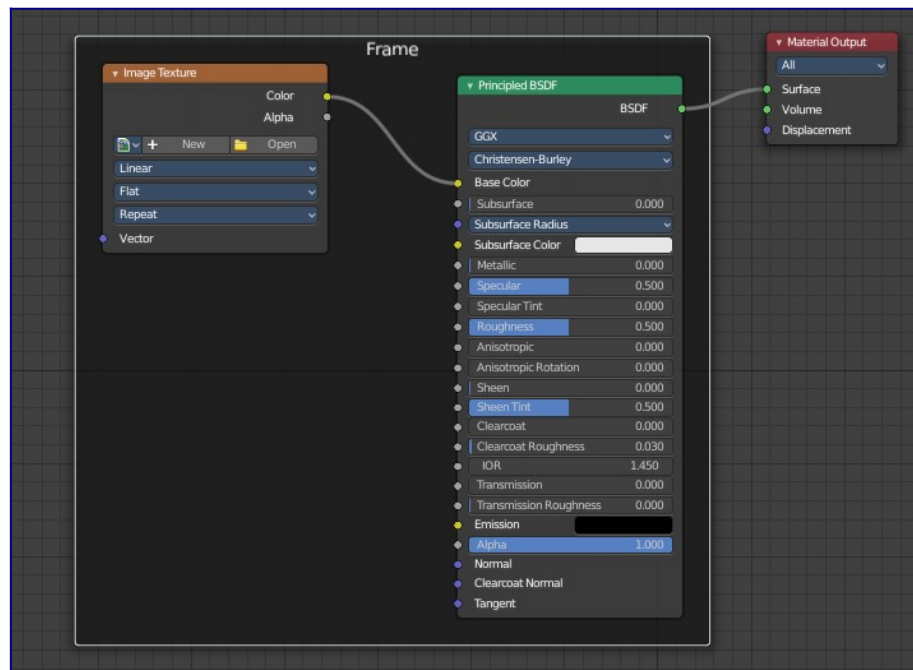 Frame
Image Texture
Color
Alpha
New
Open
Linear
Flat
Repeat
Vector
Principled BSDF
BSDF
GGX
Christensen-Burley
Base Color
Subsurface 0.000
Subsurface Radius
Subsurface Color
Metallic 0.000
Specular 0.500
Specular Tint 0.000
Roughness 0.500
Anisotropic 0.000
Anisotropic Rotation 0.000
Sheen 0.000
Sheen Tint 0.500
Clearcoat 0.000
Clearcoat Roughness 0.030
IOR 1.450
Transmission 0.000
Transmission Roughness 0.000
Emission
Alpha 1.000
Normal
Clearcoat Normal
Tangent
Material Output
All
Surface
Volume
Displacement